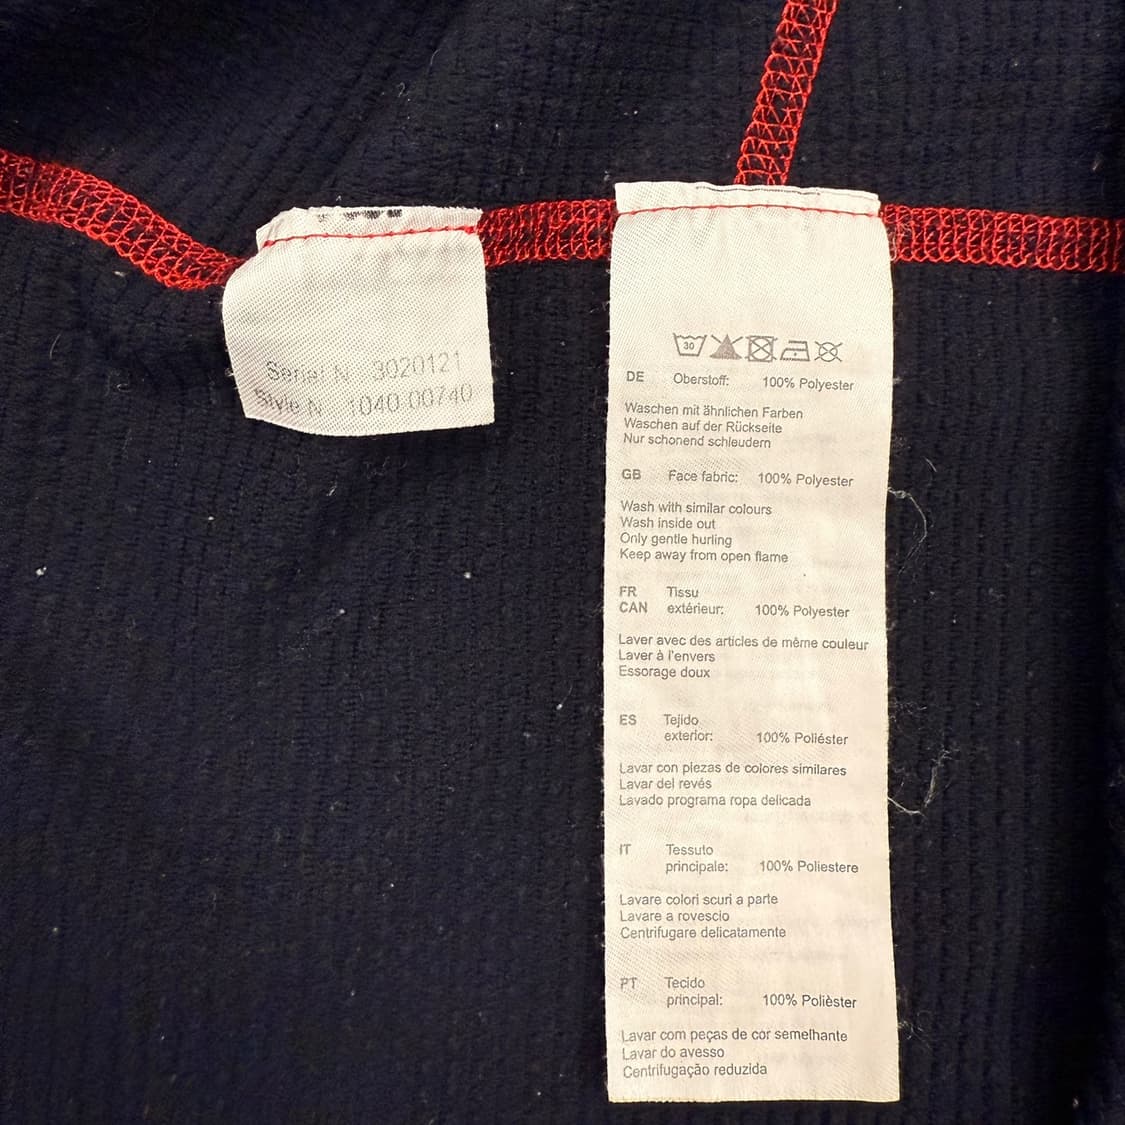 Serial N 3020121
Style N 1040-00740
30
DE Oberstoff: 100% Polyester
Waschen mit ähnlichen Farben
Waschen auf der Rückseite
Nur schonend schleudern
GB Face fabric: 100% Polyester
Wash with similar colours
Wash inside out
Only gentle hurling
Keep away from open flame
FR Tissu
CAN extérieur: 100% Polyester
Laver avec des articles de même couleur
Laver à l'envers
Essorage doux
ES Tejido
exterior: 100% Poliéster
Lavar con piezas de colores similares
Lavar del revés
Lavado programa ropa delicada
IT Tessuto
principale: 100% Poliestere
Lavare colori scuri a parte
Lavare a rovescio
Centrifugare delicatamente
PT Tecido
principal: 100% Polièster
Lavar com peças de cor semelhante
Lavar do avesso
Centrifugação reduzida